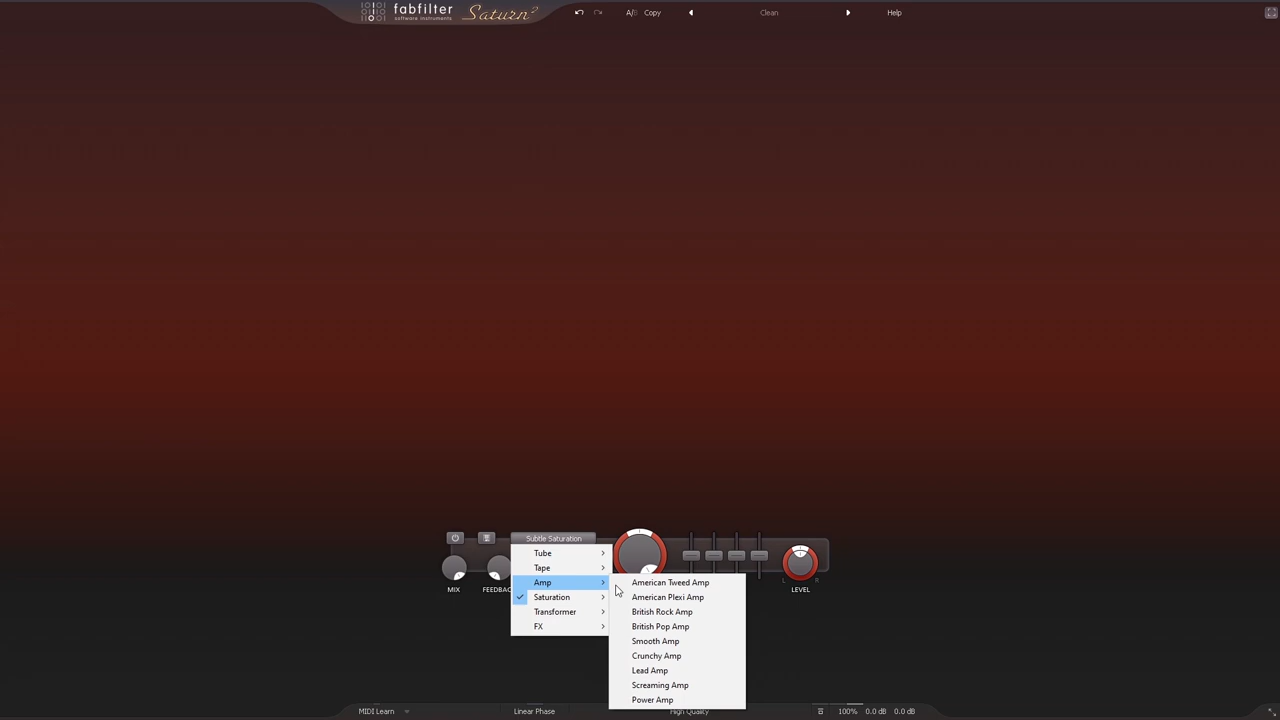 fabfilter
software instruments
Saturn2
A/B Copy
Clean
Help
Subtle Saturation
MIX
FEEDBAC
Tube
Tape
Amp
Saturation
Transformer
FX
American Tweed Amp
American Plexi Amp
British Rock Amp
British Pop Amp
Smooth Amp
Crunchy Amp
Lead Amp
Screaming Amp
Power Amp
L R
LEVEL
MIDI Learn
Linear Phase
High Quality
100% 0.0 dB 0.0 dB